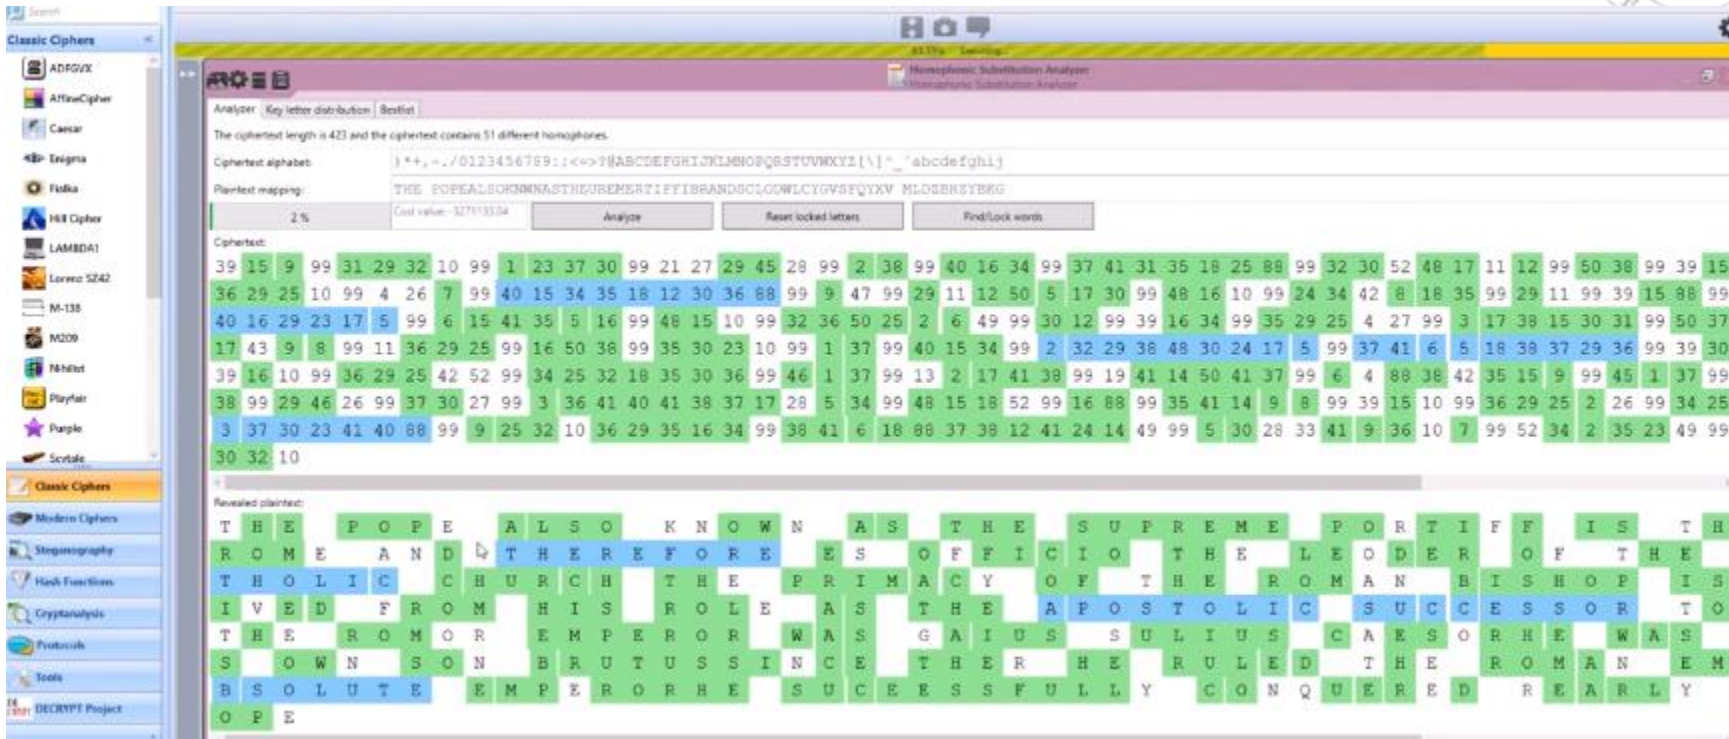 Search
Classic Ciphers
ADFGVX
AffineCipher
Caesar
Enigma
Fialka
Hill Cipher
LAMBDA1
Lorenz SZ42
M-138
M209
Nihilist
Playfair
Purple
Scytale
Classic Ciphers
Modern Ciphers
Steganography
Hash Functions
Cryptanalysis
Protocols
Tools
DECRYPT Project
Homophonic Substitution Analyzer
Homophonic Substitution Analyzer
Analyzer Key letter distribution Bestlist
The ciphertext length is 423 and the ciphertext contains 51 different homophones.
Ciphertext alphabet:
Plaintext mapping:
2 % Cost value: Analyze Reset locked letters Find/Lock words
Ciphertext:
39 15 9 99 31 29 32 10 99 1 23 37 30 99 21 27 29 45 28 99 2 38 99 40 16 34 99 37 41 31 35 18 25 88 99 32 30 52 48 17 11 12 99 50 38 99 39 15
36 29 25 10 99 4 26 7 99 40 15 34 35 18 12 30 36 88 99 9 47 99 29 11 12 50 5 17 30 99 48 16 10 99 24 34 42 8 18 35 99 29 11 99 39 15 88 99
40 16 29 23 17 5 99 6 15 41 35 5 16 99 48 15 10 99 32 36 50 25 2 6 49 99 30 12 99 39 16 34 99 35 29 25 4 27 99 3 17 38 15 30 31 99 50 37
17 43 9 8 99 11 36 29 25 99 16 50 38 99 35 30 23 10 99 1 37 99 40 15 34 99 2 32 29 38 48 30 24 17 5 99 37 41 6 5 18 38 37 29 36 99 39 30
39 16 10 99 36 29 25 42 52 99 34 25 32 18 35 30 36 99 46 1 37 99 13 2 17 41 38 99 19 41 14 50 41 37 99 6 4 88 38 42 35 15 9 99 45 1 37 99
38 99 29 46 26 99 37 30 27 99 3 36 41 40 41 38 37 17 28 5 34 99 48 15 18 52 99 16 88 99 35 41 14 9 8 99 39 15 10 99 36 29 25 2 26 99 34 25
3 37 30 23 41 40 88 99 9 25 32 10 36 29 35 16 34 99 38 41 6 18 88 37 38 12 41 24 14 49 99 5 30 28 33 41 9 36 10 7 99 52 34 2 35 23 49 99
30 32 10
Revealed plaintext:
T H E P O P E A L S O K N O W N A S T H E S U P R E M E P O R T I F F I S T H
R O M E A N D T H E R E F O R E E S O F F I C I O T H E L E O D E R O F T H E
T H O L I C C H U R C H T H E P R I M A C Y O F T H E R O M A N B I S H O P I S
I V E D F R O M H I S R O L E A S T H E A P O S T O L I C S U C C E S S O R T O
T H E R O M O R E M P E R O R W A S G A I U S S U L I U S C A E S O R H E W A S
S O W N S O N B R U T U S S I N C E T H E R H E R U L E D T H E R O M A N E M
B S O L U T E E M P E R O R H E S U C E E S S F U L L Y C O N Q U E R E D R E A R L Y
O P E